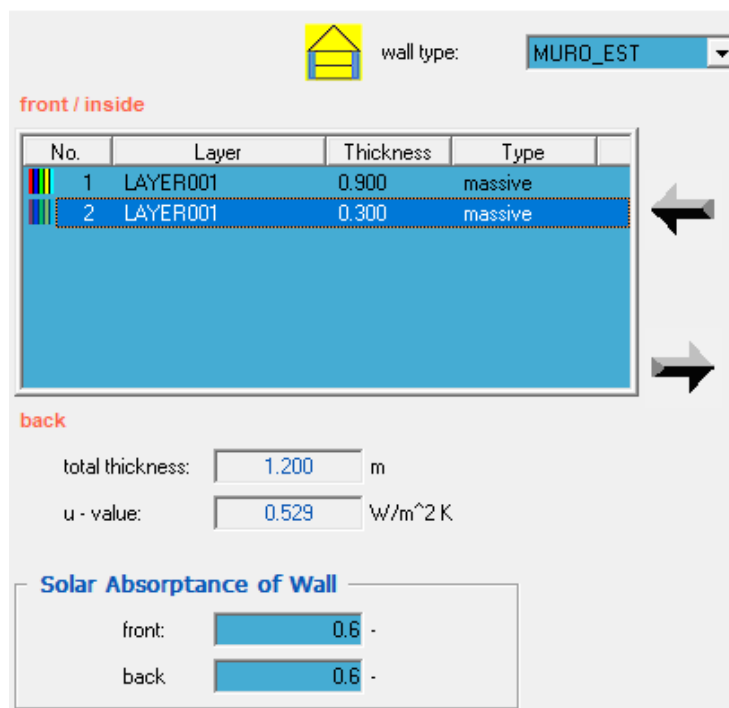 wall type: MURO_EST
front / inside
No. Layer Thickness Type
1 LAYER001 0.900 massive
2 LAYER001 0.300 massive
back
total thickness: 1.200 m
u - value: 0.529 W/m^2 K
Solar Absorptance of Wall
front: 0.6 -
back 0.6 -